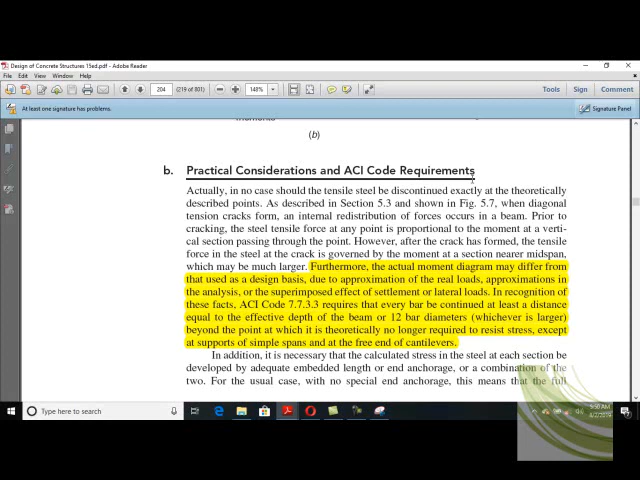 Design of Concrete Structures 15ed.pdf - Adobe Reader
File Edit View Window Help
204 (219 of 801) 148% Tools Sign Comment
At least one signature has problems. Signature Panel
(b)
b. Practical Considerations and ACI Code Requirements
Actually, in no case should the tensile steel be discontinued exactly at the theoretically
described points. As described in Section 5.3 and shown in Fig. 5.7, when diagonal
tension cracks form, an internal redistribution of forces occurs in a beam. Prior to
cracking, the steel tensile force at any point is proportional to the moment at a verti-
cal section passing through the point. However, after the crack has formed, the tensile
force in the steel at the crack is governed by the moment at a section nearer midspan,
which may be much larger. Furthermore, the actual moment diagram may differ from
that used as a design basis, due to approximation of the real loads, approximations in
the analysis, or the superimposed effect of settlement or lateral loads. In recognition of
these facts, ACI Code 7.7.3.3 requires that every bar be continued at least a distance
equal to the effective depth of the beam or 12 bar diameters (whichever is larger)
beyond the point at which it is theoretically no longer required to resist stress, except
at supports of simple spans and at the free end of cantilevers.
In addition, it is necessary that the calculated stress in the steel at each section be
developed by adequate embedded length or end anchorage, or a combination of the
two. For the usual case, with no special end anchorage, this means that the full
Type here to search